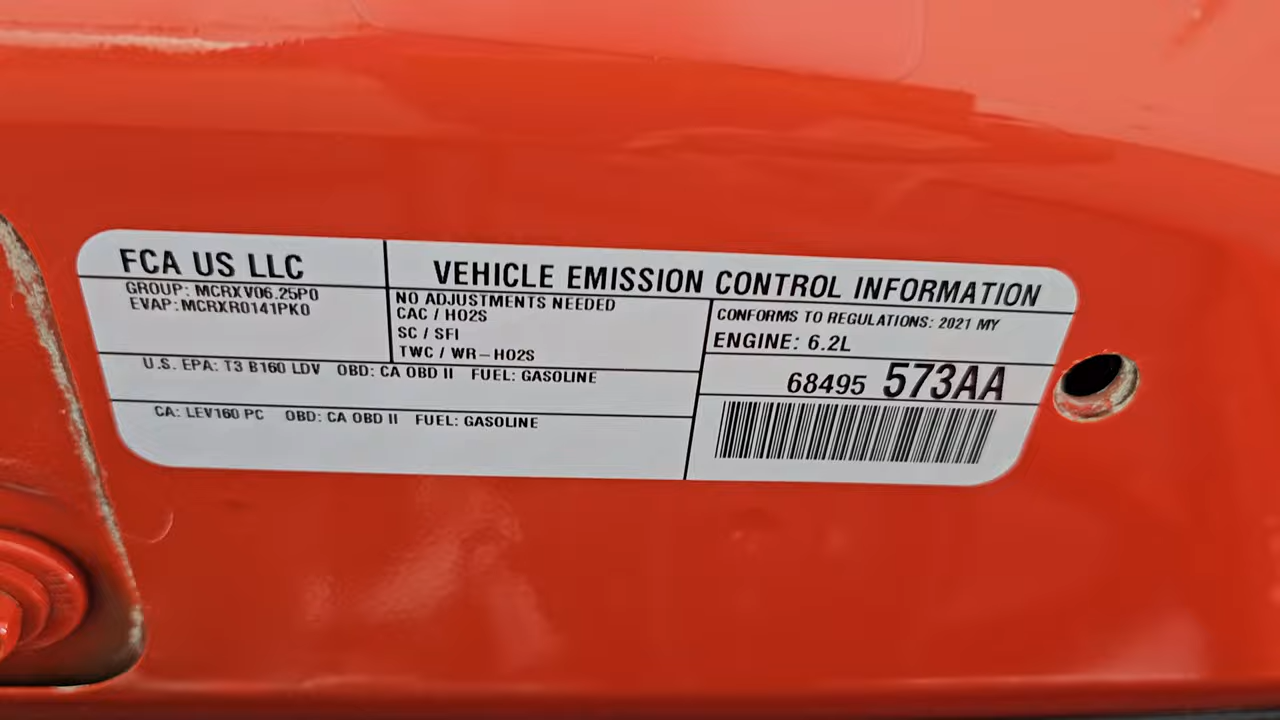 FCA US LLC
VEHICLE EMISSION CONTROL INFORMATION
GROUP: MCRXV06.25P0
EVAP: MCRXR0141PK0
NO ADJUSTMENTS NEEDED
CAC / HO2S
SC / SFI
TWC / WR-HO2S
CONFORMS TO REGULATIONS: 2021 MY
ENGINE: 6.2L
U.S. EPA: T3 B160 LDV OBD: CA OBD II FUEL: GASOLINE
68495 573AA
CA: LEV160 PC OBD: CA OBD II FUEL: GASOLINE